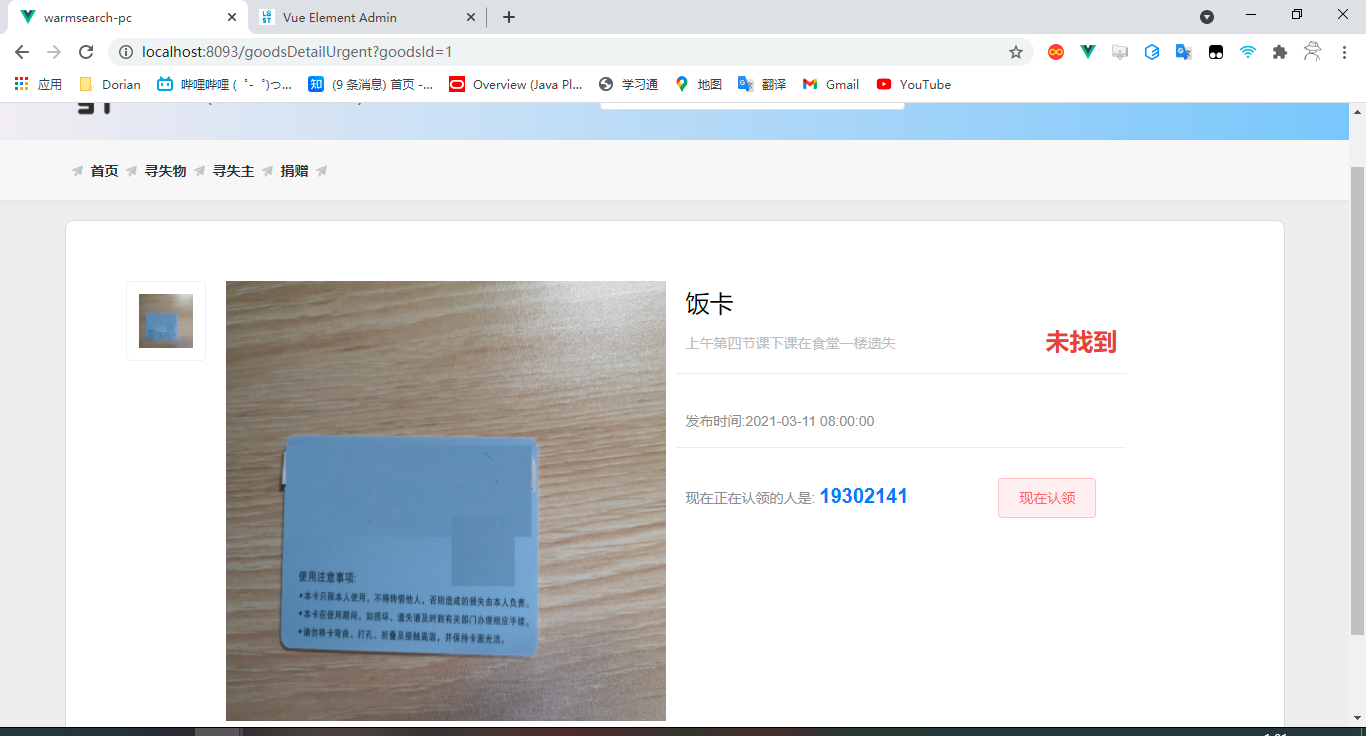 warmsearch-pc
Vue Element Admin
localhost:8093/goodsDetailUrgent?goodsId=1
应用 Dorian 哔哩哔哩 ( ゜- ゜)つ... (9 条消息) 首页 -... Overview (Java Pl... 学习通 地图 翻译 Gmail YouTube
首页 寻失物 寻失主 捐赠
饭卡
上午第四节课下课在食堂一楼遗失
未找到
发布时间:2021-03-11 08:00:00
现在正在认领的人是: 19302141
现在认领
使用注意事项:
•本卡只限本人使用，不得转借他人，否则造成的损失由本人负责。
•本卡在使用期间，如损坏、遗失请及时到有关部门办理相应手续。
•请勿将卡弯曲、打孔、折叠及接触高温，并保持卡面光洁。